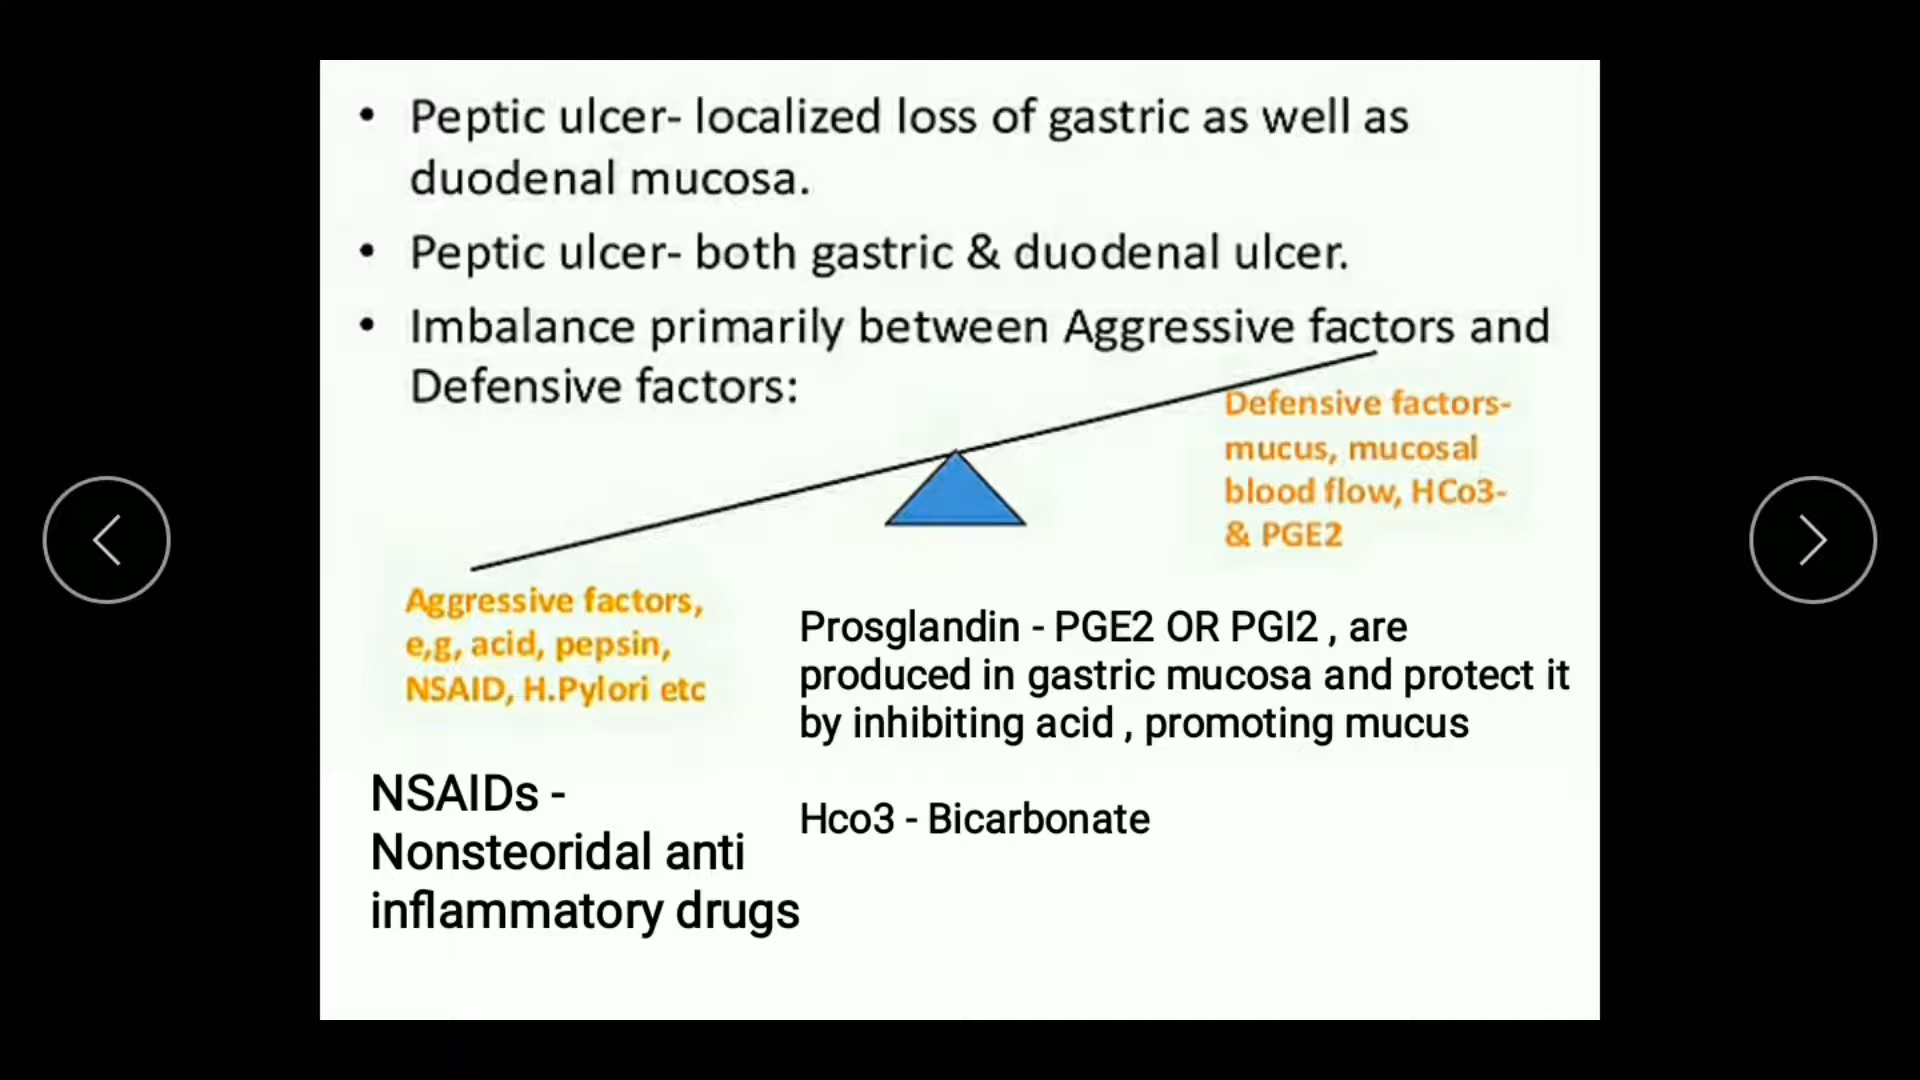 • Peptic ulcer- localized loss of gastric as well as
duodenal mucosa.
• Peptic ulcer- both gastric & duodenal ulcer.
• Imbalance primarily between Aggressive factors and
Defensive factors:
Defensive factors-
mucus, mucosal
blood flow, HCo3-
& PGE2
Aggressive factors,
e,g, acid, pepsin,
NSAID, H.Pylori etc
Prosglandin - PGE2 OR PGI2 , are
produced in gastric mucosa and protect it
by inhibiting acid , promoting mucus
Hco3 - Bicarbonate
NSAIDs -
Nonsteoridal anti
inflammatory drugs